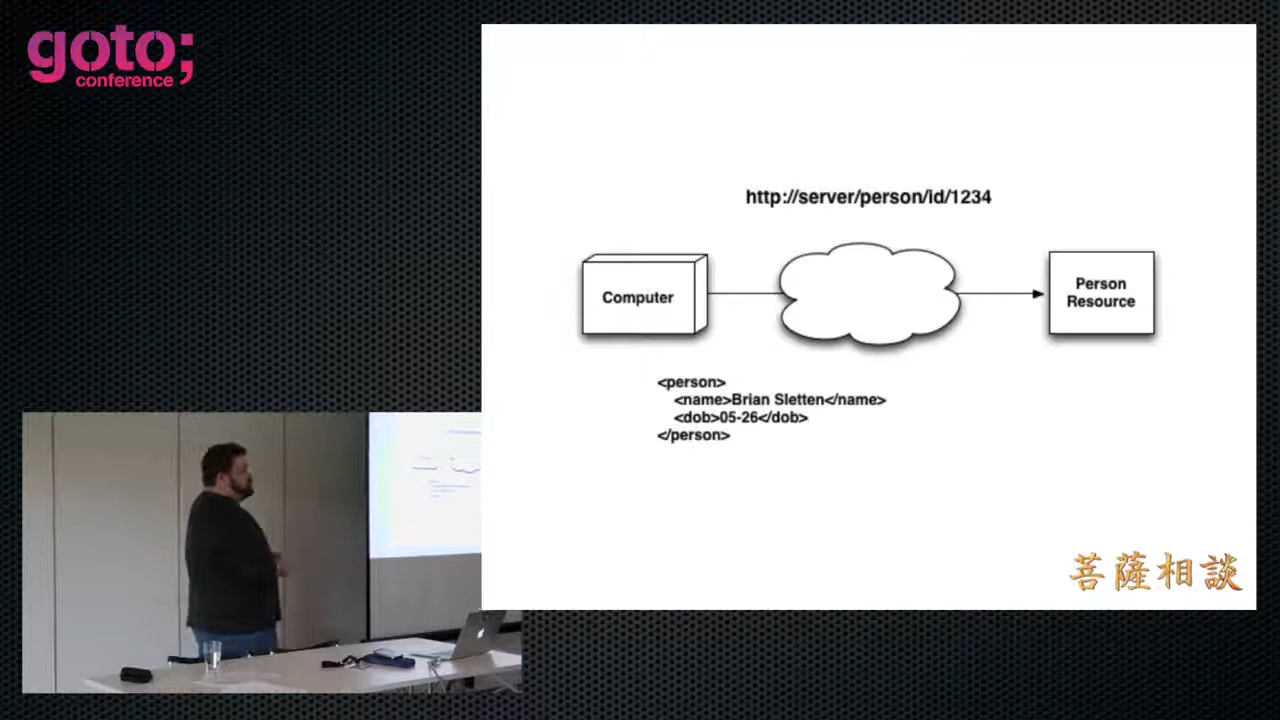 goto;
conference
http://server/person/id/1234
Computer
Person
Resource
<person>
<name>Brian Sletten</name>
<dob>05-26</dob>
</person>
菩薩相談